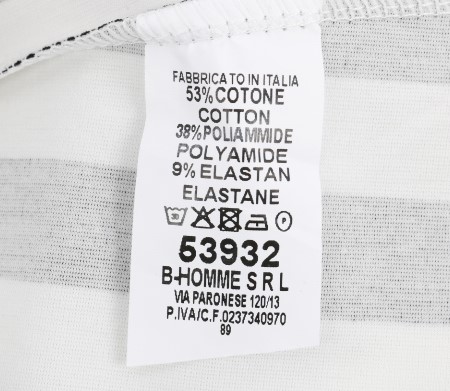 FABBRICATO IN ITALIA
53% COTONE
COTTON
38% POLIAMMIDE
POLYAMIDE
9% ELASTAN
ELASTANE
30 P
53932
B-HOMME S R L
VIA PARONESE 120/13
P.IVA/C.F.0237340970
89